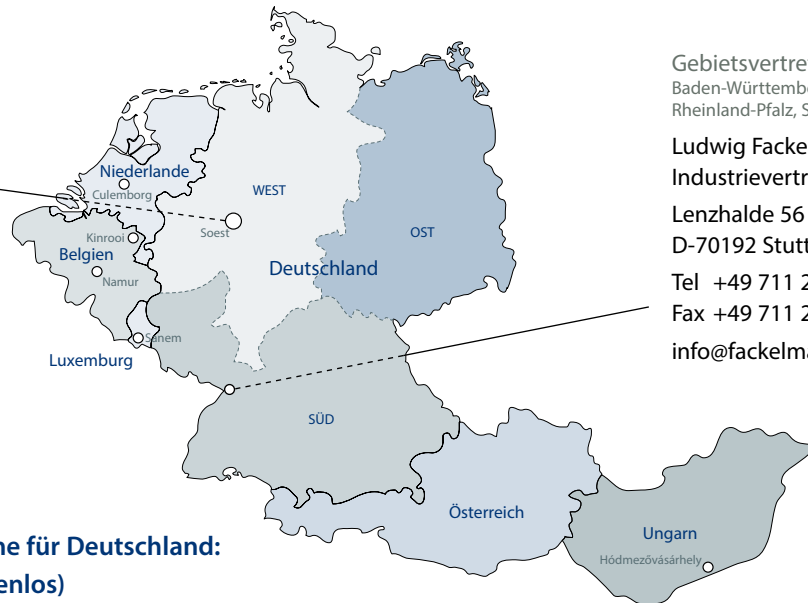 Gebietsvertre
Baden-Württembe
Rheinland-Pfalz, S
Ludwig Facke
Industrievertr
Lenzhalde 56
D-70192 Stutt
Tel +49 711 2
Fax +49 711 2
info@fackelma
Niederlande
Culemborg
WEST
Soest
OST
Kinrooi
Belgien
Namur
Deutschland
Sanem
Luxemburg
SÜD
Österreich
Ungarn
Hódmezővásárhely
ne für Deutschland:
enlos)